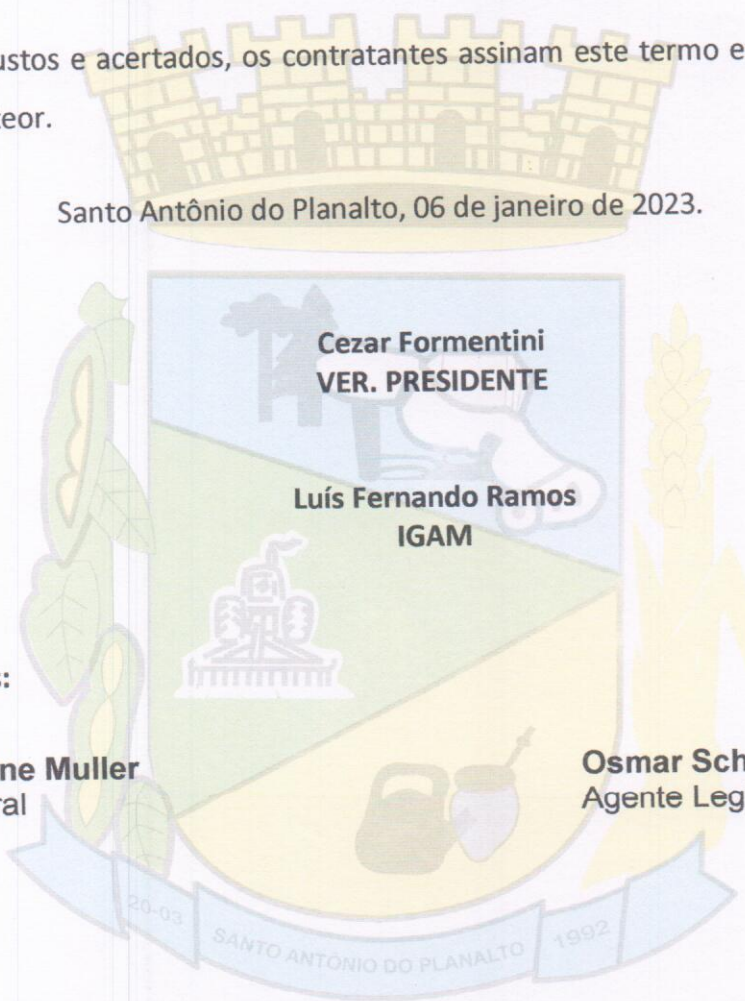 ustos e acertados, os contratantes assinam este termo e
teor.
Santo Antônio do Planalto, 06 de janeiro de 2023.
Cezar Formentini
VER. PRESIDENTE
Luís Fernando Ramos
IGAM
s:
ne Muller
Osmar Sch
ral
Agente Leg
20-03
SANTO ANTÔNIO DO PLANALTO
1992